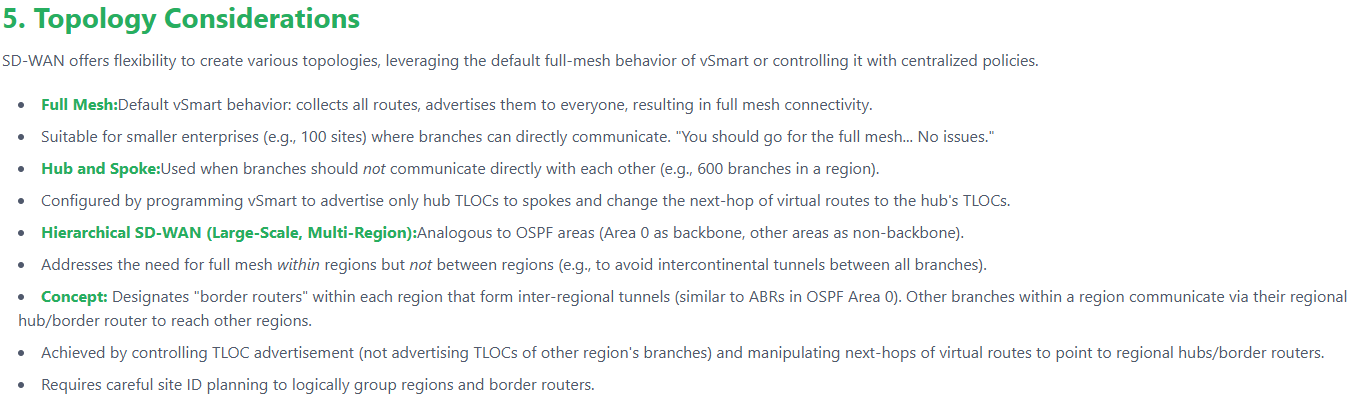 5. Topology Considerations
SD-WAN offers flexibility to create various topologies, leveraging the default full-mesh behavior of vSmart or controlling it with centralized policies.
• Full Mesh:Default vSmart behavior: collects all routes, advertises them to everyone, resulting in full mesh connectivity.
• Suitable for smaller enterprises (e.g., 100 sites) where branches can directly communicate. "You should go for the full mesh... No issues."
• Hub and Spoke:Used when branches should not communicate directly with each other (e.g., 600 branches in a region).
• Configured by programming vSmart to advertise only hub TLOCs to spokes and change the next-hop of virtual routes to the hub's TLOCs.
• Hierarchical SD-WAN (Large-Scale, Multi-Region):Analogous to OSPF areas (Area 0 as backbone, other areas as non-backbone).
• Addresses the need for full mesh within regions but not between regions (e.g., to avoid intercontinental tunnels between all branches).
• Concept: Designates "border routers" within each region that form inter-regional tunnels (similar to ABRs in OSPF Area 0). Other branches within a region communicate via their regional
hub/border router to reach other regions.
• Achieved by controlling TLOC advertisement (not advertising TLOCs of other region's branches) and manipulating next-hops of virtual routes to point to regional hubs/border routers.
• Requires careful site ID planning to logically group regions and border routers.